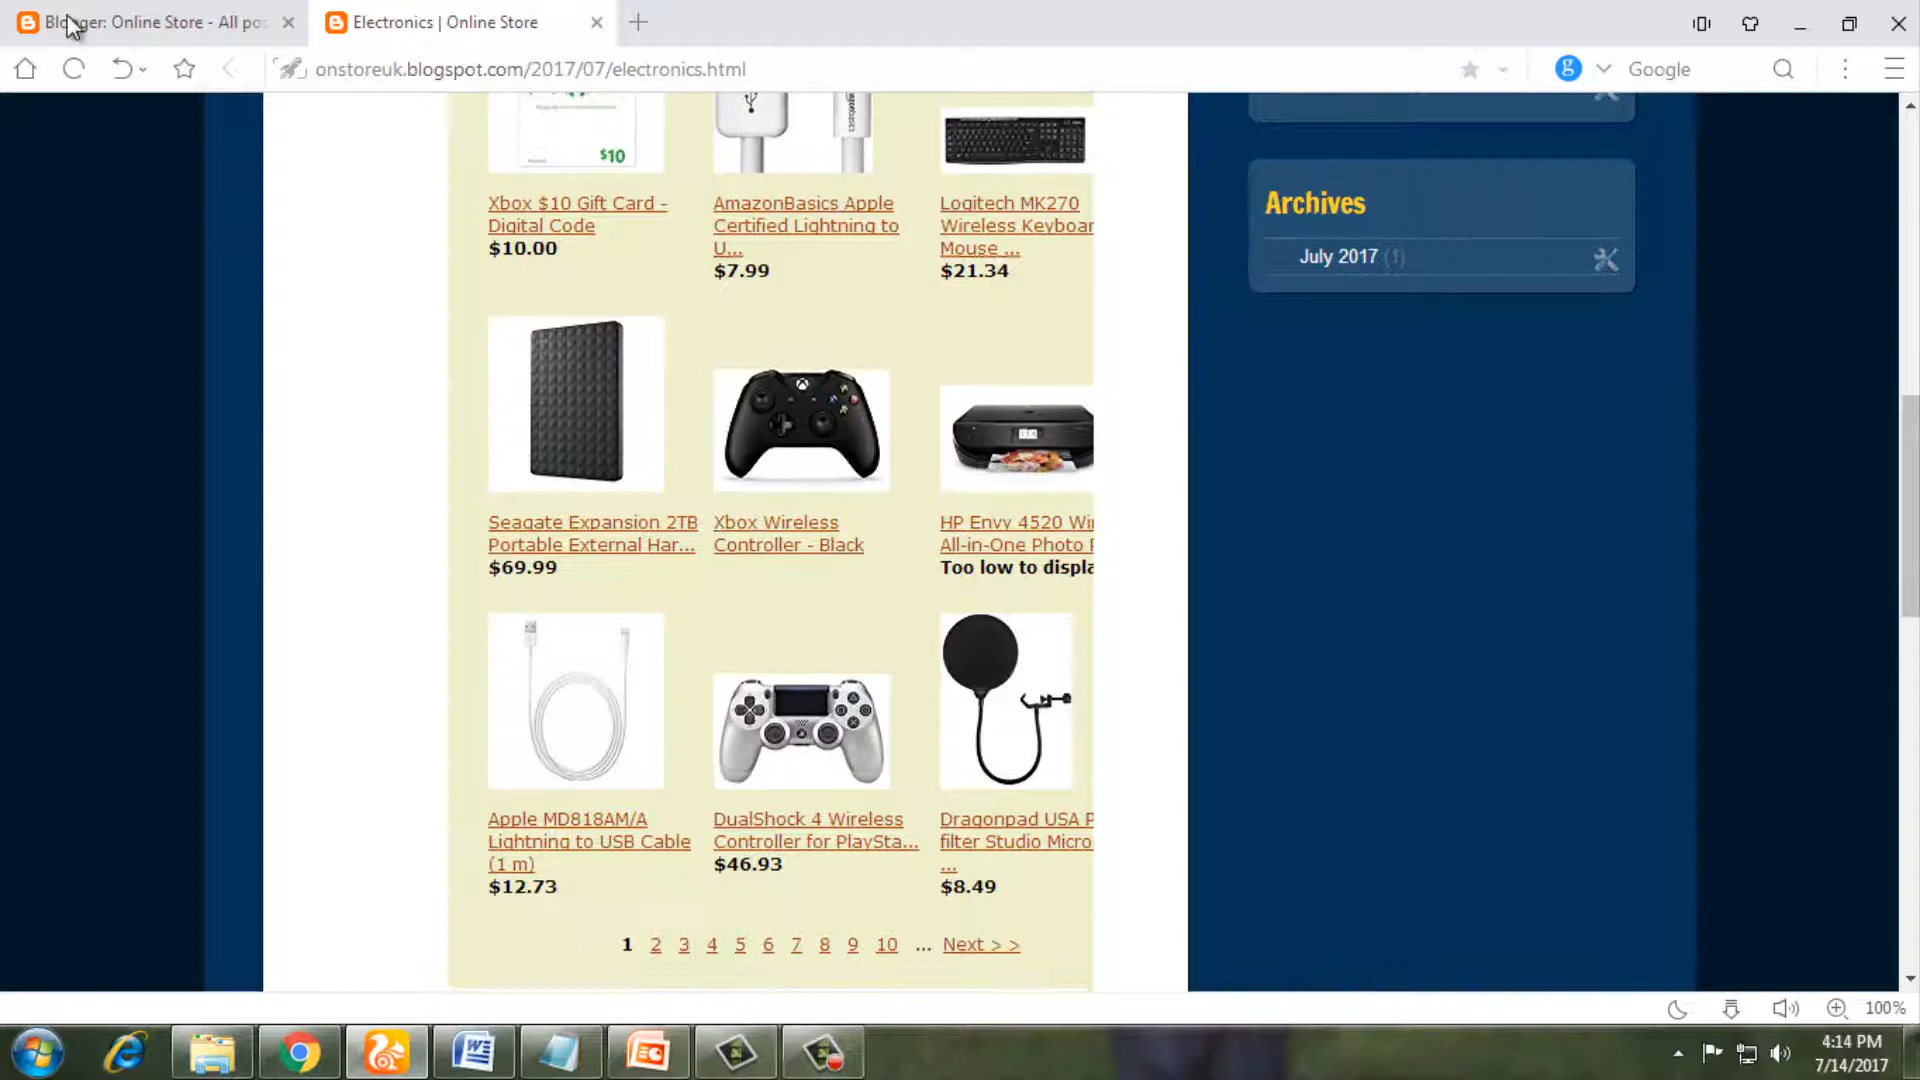 Blogger: Online Store - All pos
Electronics | Online Store
onstoreuk.blogspot.com/2017/07/electronics.html
g
Google
$10
Xbox $10 Gift Card -
Digital Code
$10.00
AmazonBasics Apple
Certified Lightning to
U...
$7.99
Logitech MK270
Wireless Keyboar
Mouse ...
$21.34
Archives
July 2017 (1)
Seagate Expansion 2TB
Portable External Har...
$69.99
Xbox Wireless
Controller - Black
HP Envy 4520 Wi
All-in-One Photo P
Too low to displa
Apple MD818AM/A
Lightning to USB Cable
(1 m)
$12.73
DualShock 4 Wireless
Controller for PlaySta...
$46.93
Dragonpad USA P
filter Studio Micro
...
$8.49
1 2 3 4 5 6 7 8 9 10 ... Next > >
100%
4:14 PM
7/14/2017